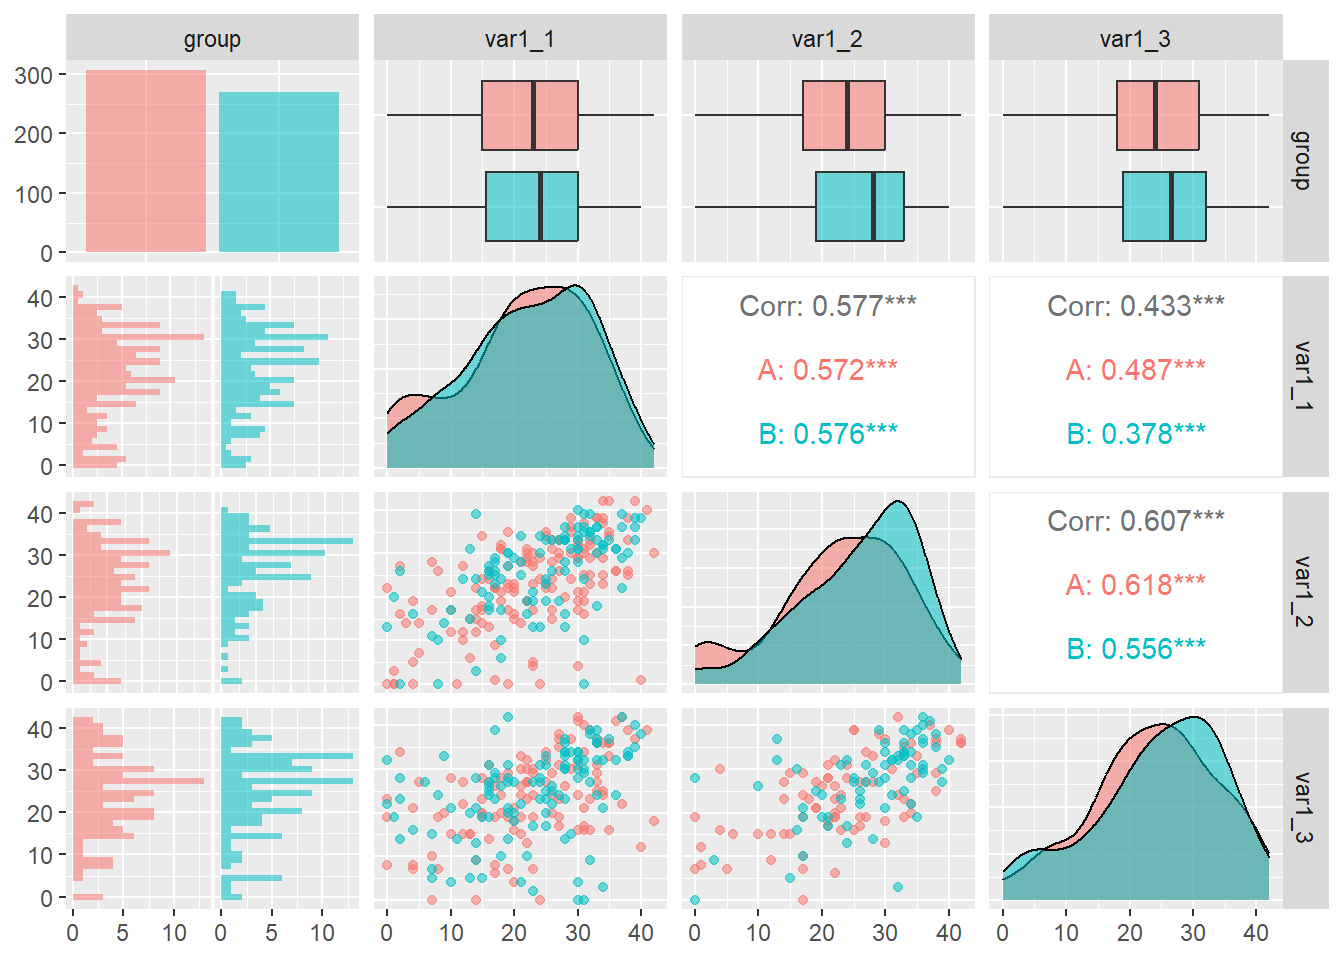 group
var1_1
var1_2
var1_3
300
200
100
0
group
40
30
20
10
0
Corr: 0.577***
A: 0.572***
B: 0.576***
Corr: 0.433***
A: 0.487***
B: 0.378***
var1_1
40
30
20
10
0
Corr: 0.607***
A: 0.618***
B: 0.556***
var1_2
40
30
20
10
0
var1_3
0 5 10 0 5 10
0 10 20 30 40
0 10 20 30 40
0 10 20 30 40